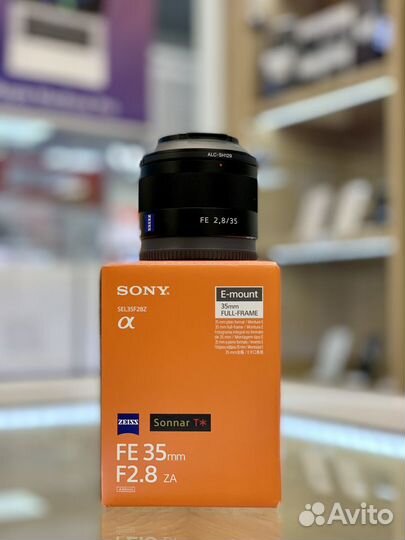 ALC-SH129
FE 2,8/35
ZEISS
SONY
SEL35F28Z
α
E-mount
35mm
FULL-FRAME
ZEISS
Sonnar T*
FE 35mm
F2.8 ZA
Avito